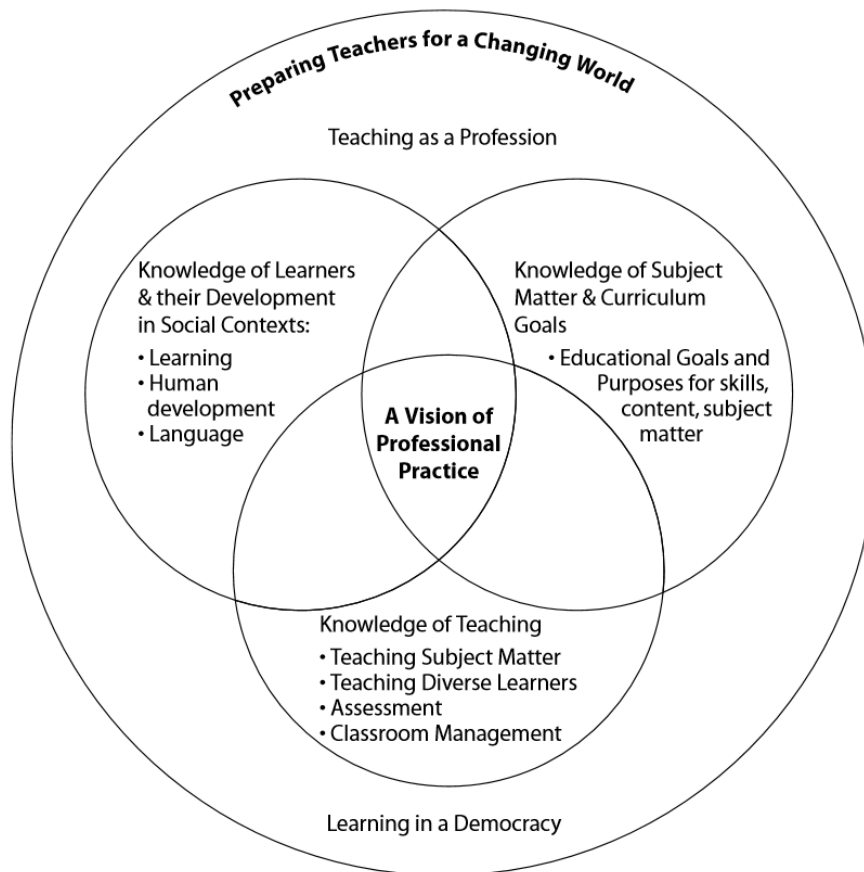 Preparing Teachers for a Changing World
Teaching as a Profession
Knowledge of Learners
& their Development
in Social Contexts:
• Learning
• Human
development
• Language
Knowledge of Subject
Matter & Curriculum
Goals
• Educational Goals and
Purposes for skills,
content, subject
matter
A Vision of
Professional
Practice
Knowledge of Teaching
• Teaching Subject Matter
• Teaching Diverse Learners
• Assessment
• Classroom Management
Learning in a Democracy